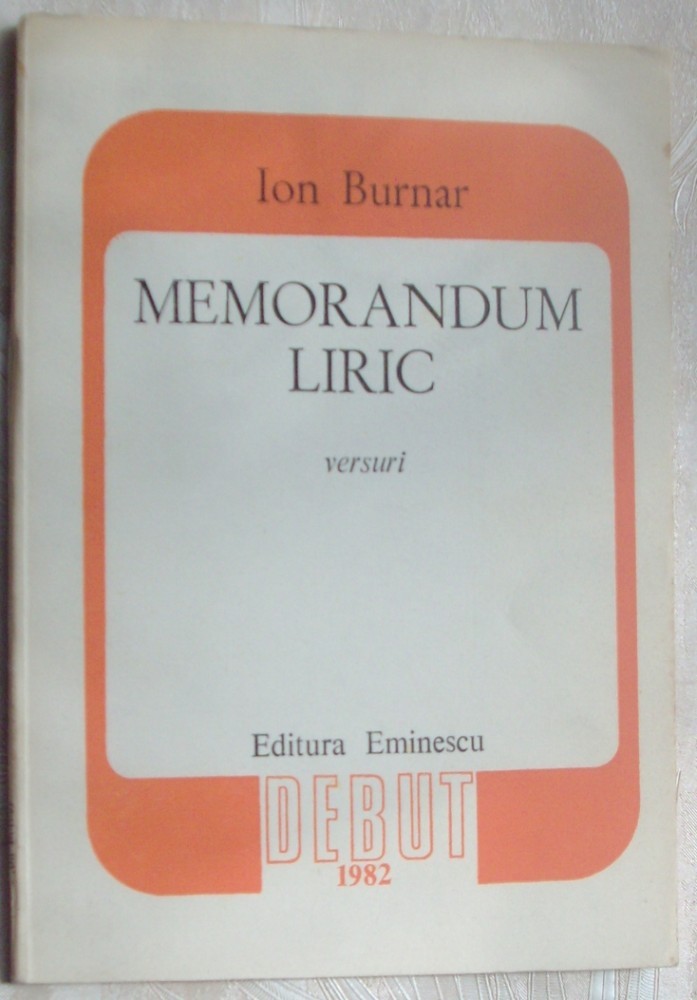 Ion Burnar
MEMORANDUM
LIRIC
versuri
Editura Eminescu
DEBUT
1982